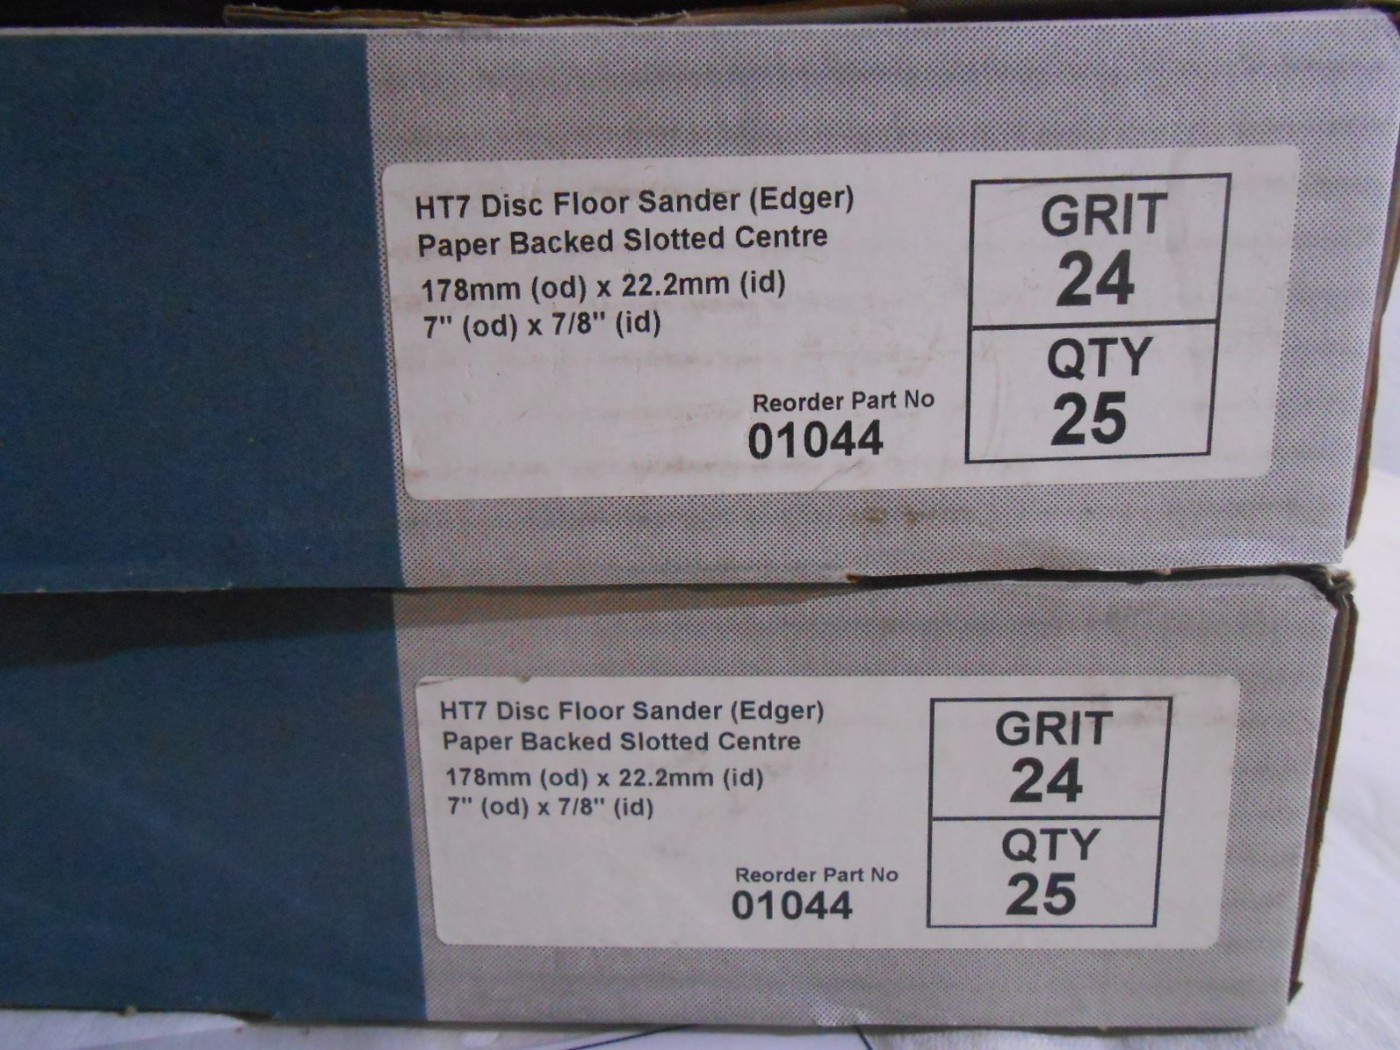 HT7 Disc Floor Sander (Edger)
Paper Backed Slotted Centre
178mm (od) x 22.2mm (id)
7" (od) x 7/8" (id)
Reorder Part No
01044
GRIT
24
QTY
25
HT7 Disc Floor Sander (Edger)
Paper Backed Slotted Centre
178mm (od) x 22.2mm (id)
7" (od) x 7/8" (id)
Reorder Part No
01044
GRIT
24
QTY
25